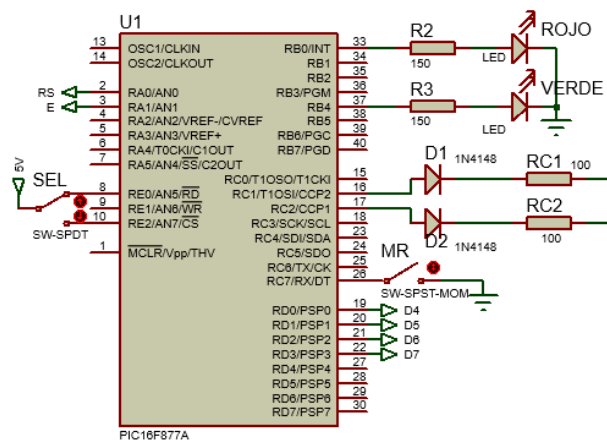 U1
13 OSC1/CLKIN
14 OSC2/CLKOUT
RS 2 RA0/AN0
E 3 RA1/AN1
4 RA2/AN2/VREF-/CVREF
5 RA3/AN3/VREF+
6 RA4/T0CKI/C1OUT
7 RA5/AN4/SS/C2OUT
5V
SEL
8 RE0/AN5/RD
9 RE1/AN6/WR
10 RE2/AN7/CS
SW-SPDT
1 MCLR/Vpp/THV
RB0/INT 33
RB1 34
RB2 35
RB3/PGM 36
RB4 37
RB5 38
RB6/PGC 39
RB7/PGD 40
RC0/T1OSO/T1CKI 15
RC1/T1OSI/CCP2 16
RC2/CCP1 17
RC3/SCK/SCL 18
RC4/SDI/SDA 23
RC5/SDO 24
RC6/TX/CK 25
RC7/RX/DT 26
RD0/PSP0 19 D4
RD1/PSP1 20 D5
RD2/PSP2 21 D6
RD3/PSP3 22 D7
RD4/PSP4 27
RD5/PSP5 28
RD6/PSP6 29
RD7/PSP7 30
PIC16F877A
R2
150
LED
ROJO
R3
150
LED
VERDE
D1
1N4148
RC1
100
D2
1N4148
RC2
100
MR
SW-SPST-MOM